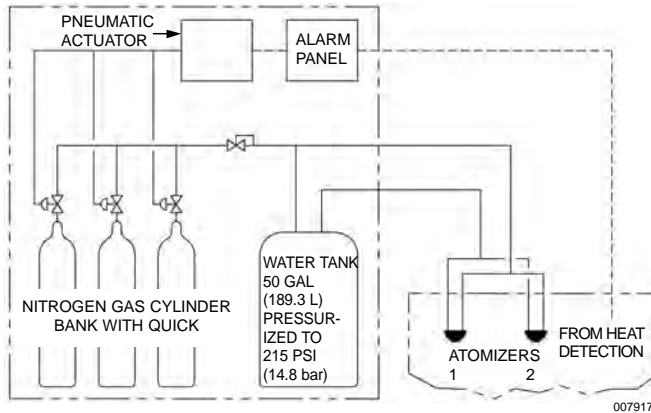 PNEUMATIC
ACTUATOR
ALARM
PANEL
NITROGEN GAS CYLINDER
BANK WITH QUICK
WATER TANK
50 GAL
(189.3 L)
PRESSUR-
IZED TO
215 PSI
(14.8 bar)
ATOMIZERS
1 2
FROM HEAT
DETECTION
007917